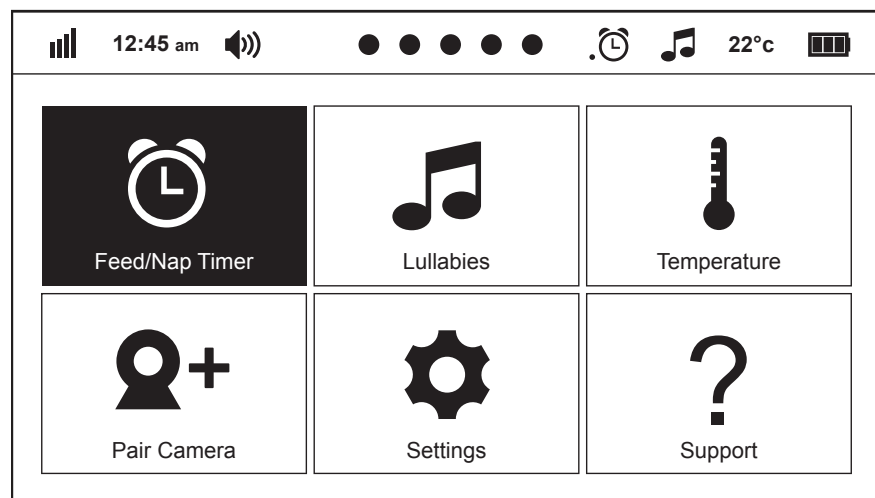 12:45 am 22°c
Feed/Nap Timer Lullabies Temperature
Pair Camera Settings Support